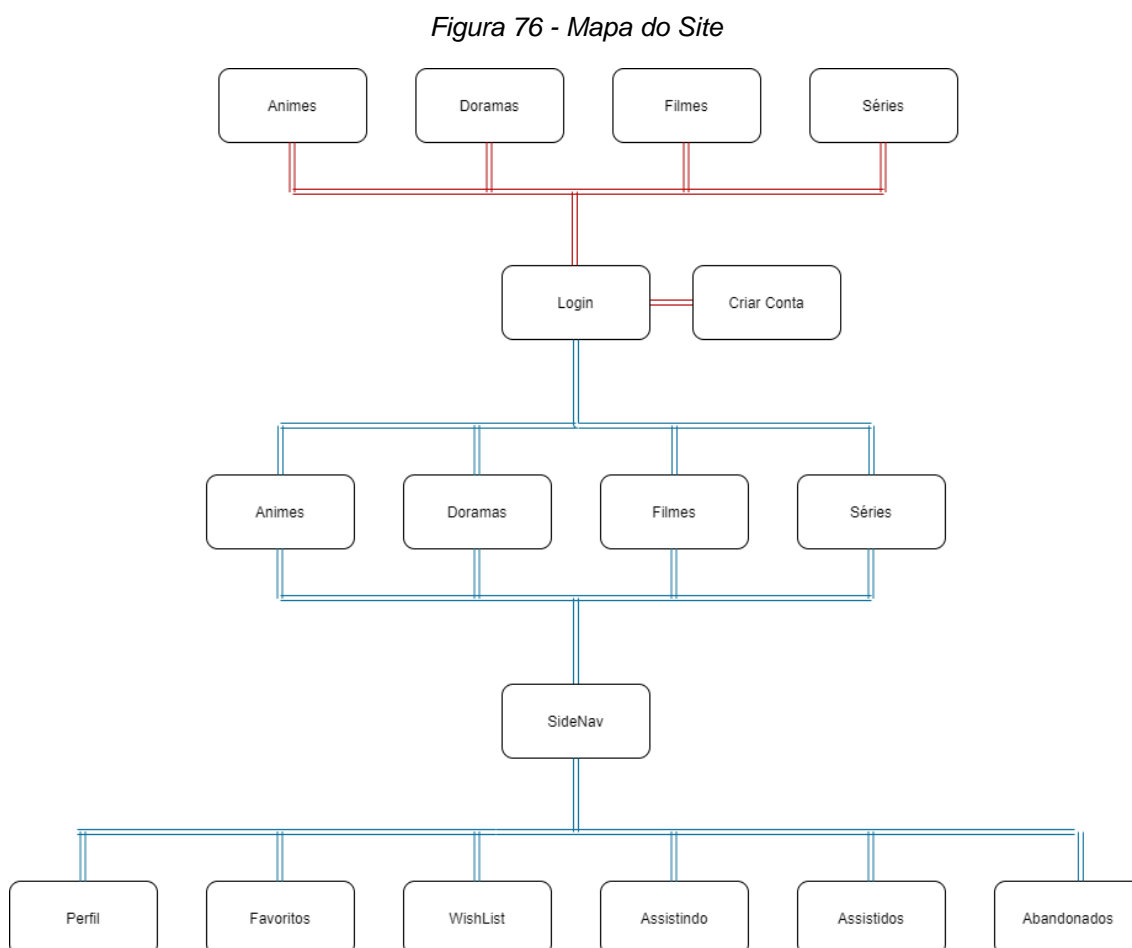 Figura 76 - Mapa do Site
Animes
Doramas
Filmes
Séries
Login
Criar Conta
Animes
Doramas
Filmes
Séries
SideNav
Perfil
Favoritos
WishList
Assistindo
Assistidos
Abandonados